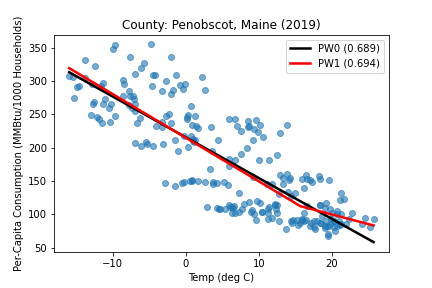 County: Penobscot, Maine (2019)
Per-Capita Consumption (MMBtu/1000 Households)
350
300
250
200
150
100
50
PW0 (0.689)
PW1 (0.694)
−10
0
10
20
Temp (deg C)